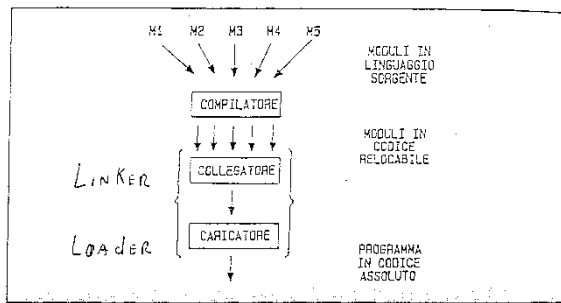 M1 M2 M3 M4 M5
MODULI IN
LINGUAGGIO
SORGENTE
COMPILATORE
MODULI IN
CODICE
RELOCABILE
LINKER
COLLEGATORE
LOADER
CARICATORE
PROGRAMMA
IN CODICE
ASSOLUTO